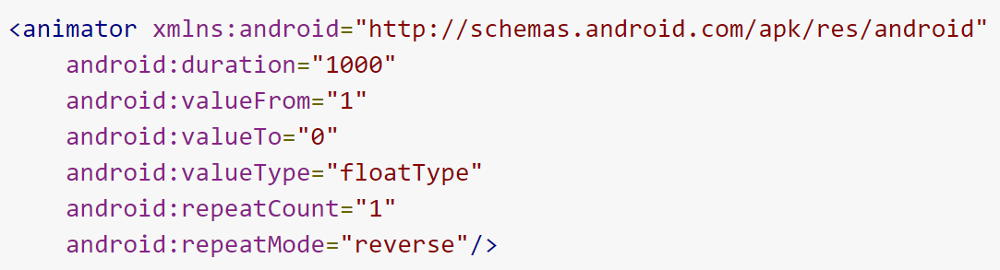 <animator xmlns:android="http://schemas.android.com/apk/res/android"
    android:duration="1000"
    android:valueFrom="1"
    android:valueTo="0"
    android:valueType="floatType"
    android:repeatCount="1"
    android:repeatMode="reverse"/>